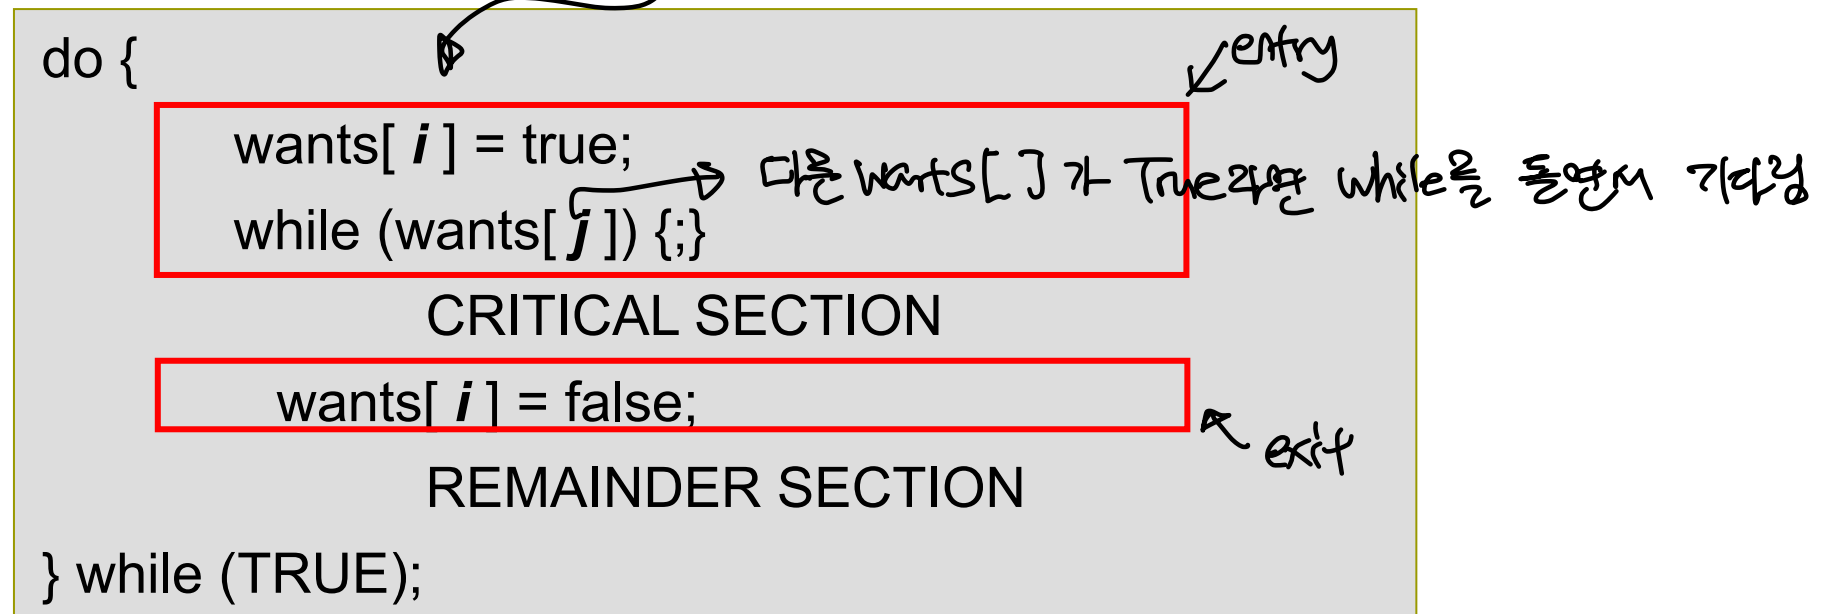 do {
entry
wants[ i ] = true;
다른 wants[ ] 가 True라면 while을 돌면서 기다림
while (wants[ j ]) {;}
CRITICAL SECTION
wants[ i ] = false;
exit
REMAINDER SECTION
} while (TRUE);